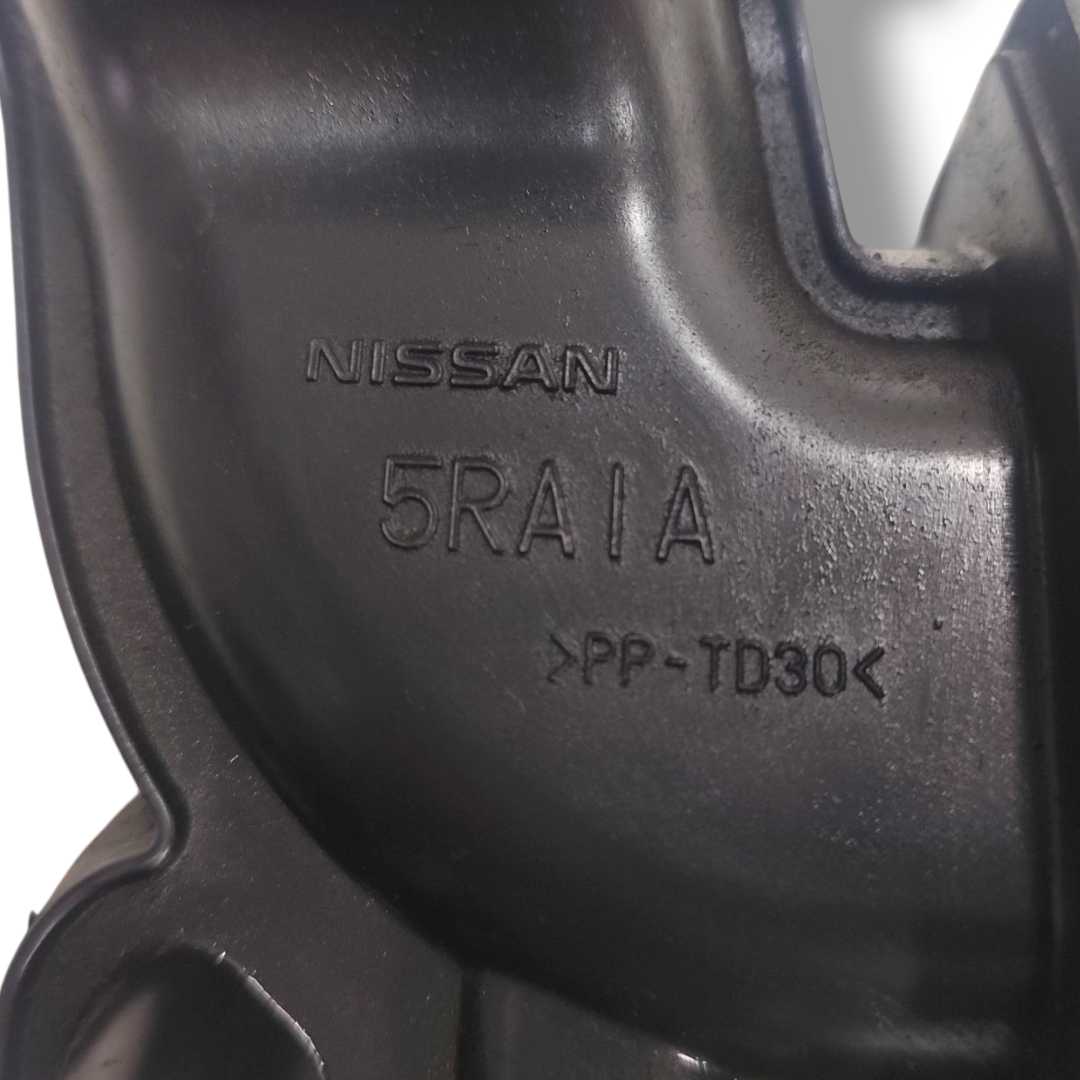 NISSAN
5RA1A
>PP-TD30<